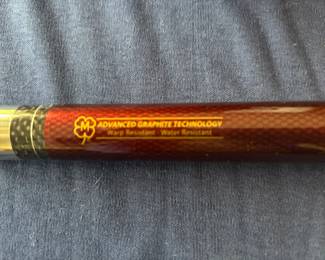 M ADVANCED GRAPHITE TECHNOLOGY
Warp Resistant Water Resistant